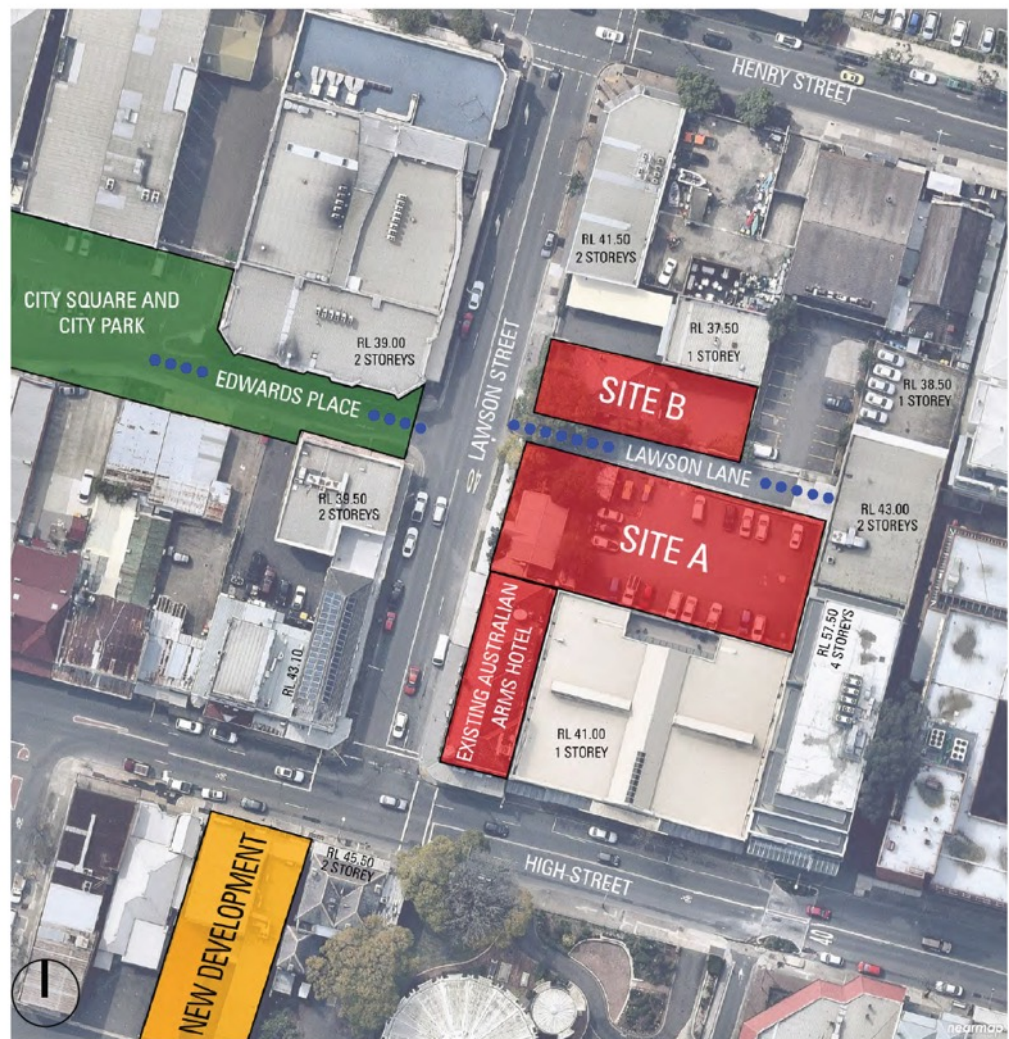 HENRY STREET
RL 41.50
2 STOREYS
CITY SQUARE AND
CITY PARK
RL 39.00
2 STOREYS
LAWSON STREET
RL 37.50
1 STOREY
EDWARDS PLACE
SITE B
RL 38.50
1 STOREY
LAWSON LANE
RL 39.50
2 STOREYS
SITE A
RL 43.00
2 STOREYS
EXISTING AUSTRALIAN
ARMS HOTEL
RL 43.10
RL 57.50
4 STOREYS
RL 41.00
1 STOREY
NEW DEVELOPMENT
RL 45.50
2 STOREY
HIGH STREET
40
nearmap